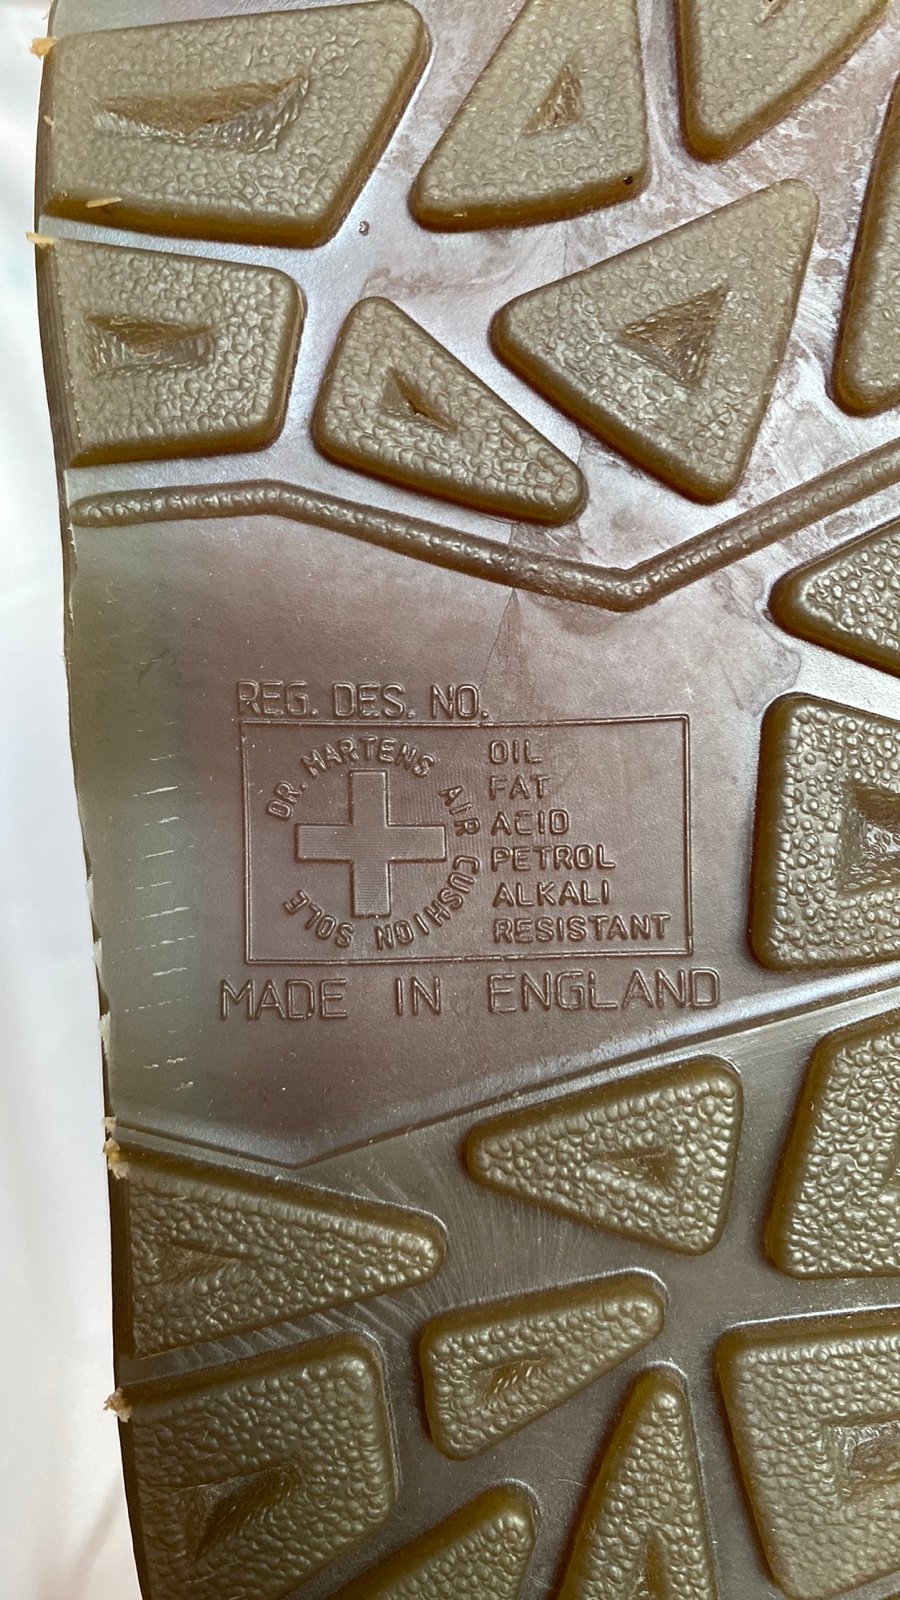 REG. DES. NO.
DR. MARTENS AIR CUSHION SOLE
OIL
FAT
ACID
PETROL
ALKALI
RESISTANT
MADE IN ENGLAND